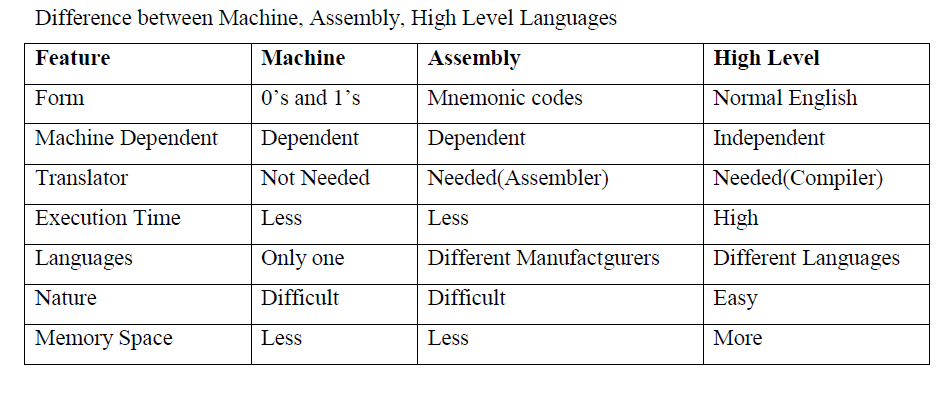 Difference between Machine, Assembly, High Level Languages
Feature Machine Assembly High Level
Form 0’s and 1’s Mnemonic codes Normal English
Machine Dependent Dependent Dependent Independent
Translator Not Needed Needed(Assembler) Needed(Compiler)
Execution Time Less Less High
Languages Only one Different Manufactgurers Different Languages
Nature Difficult Difficult Easy
Memory Space Less Less More